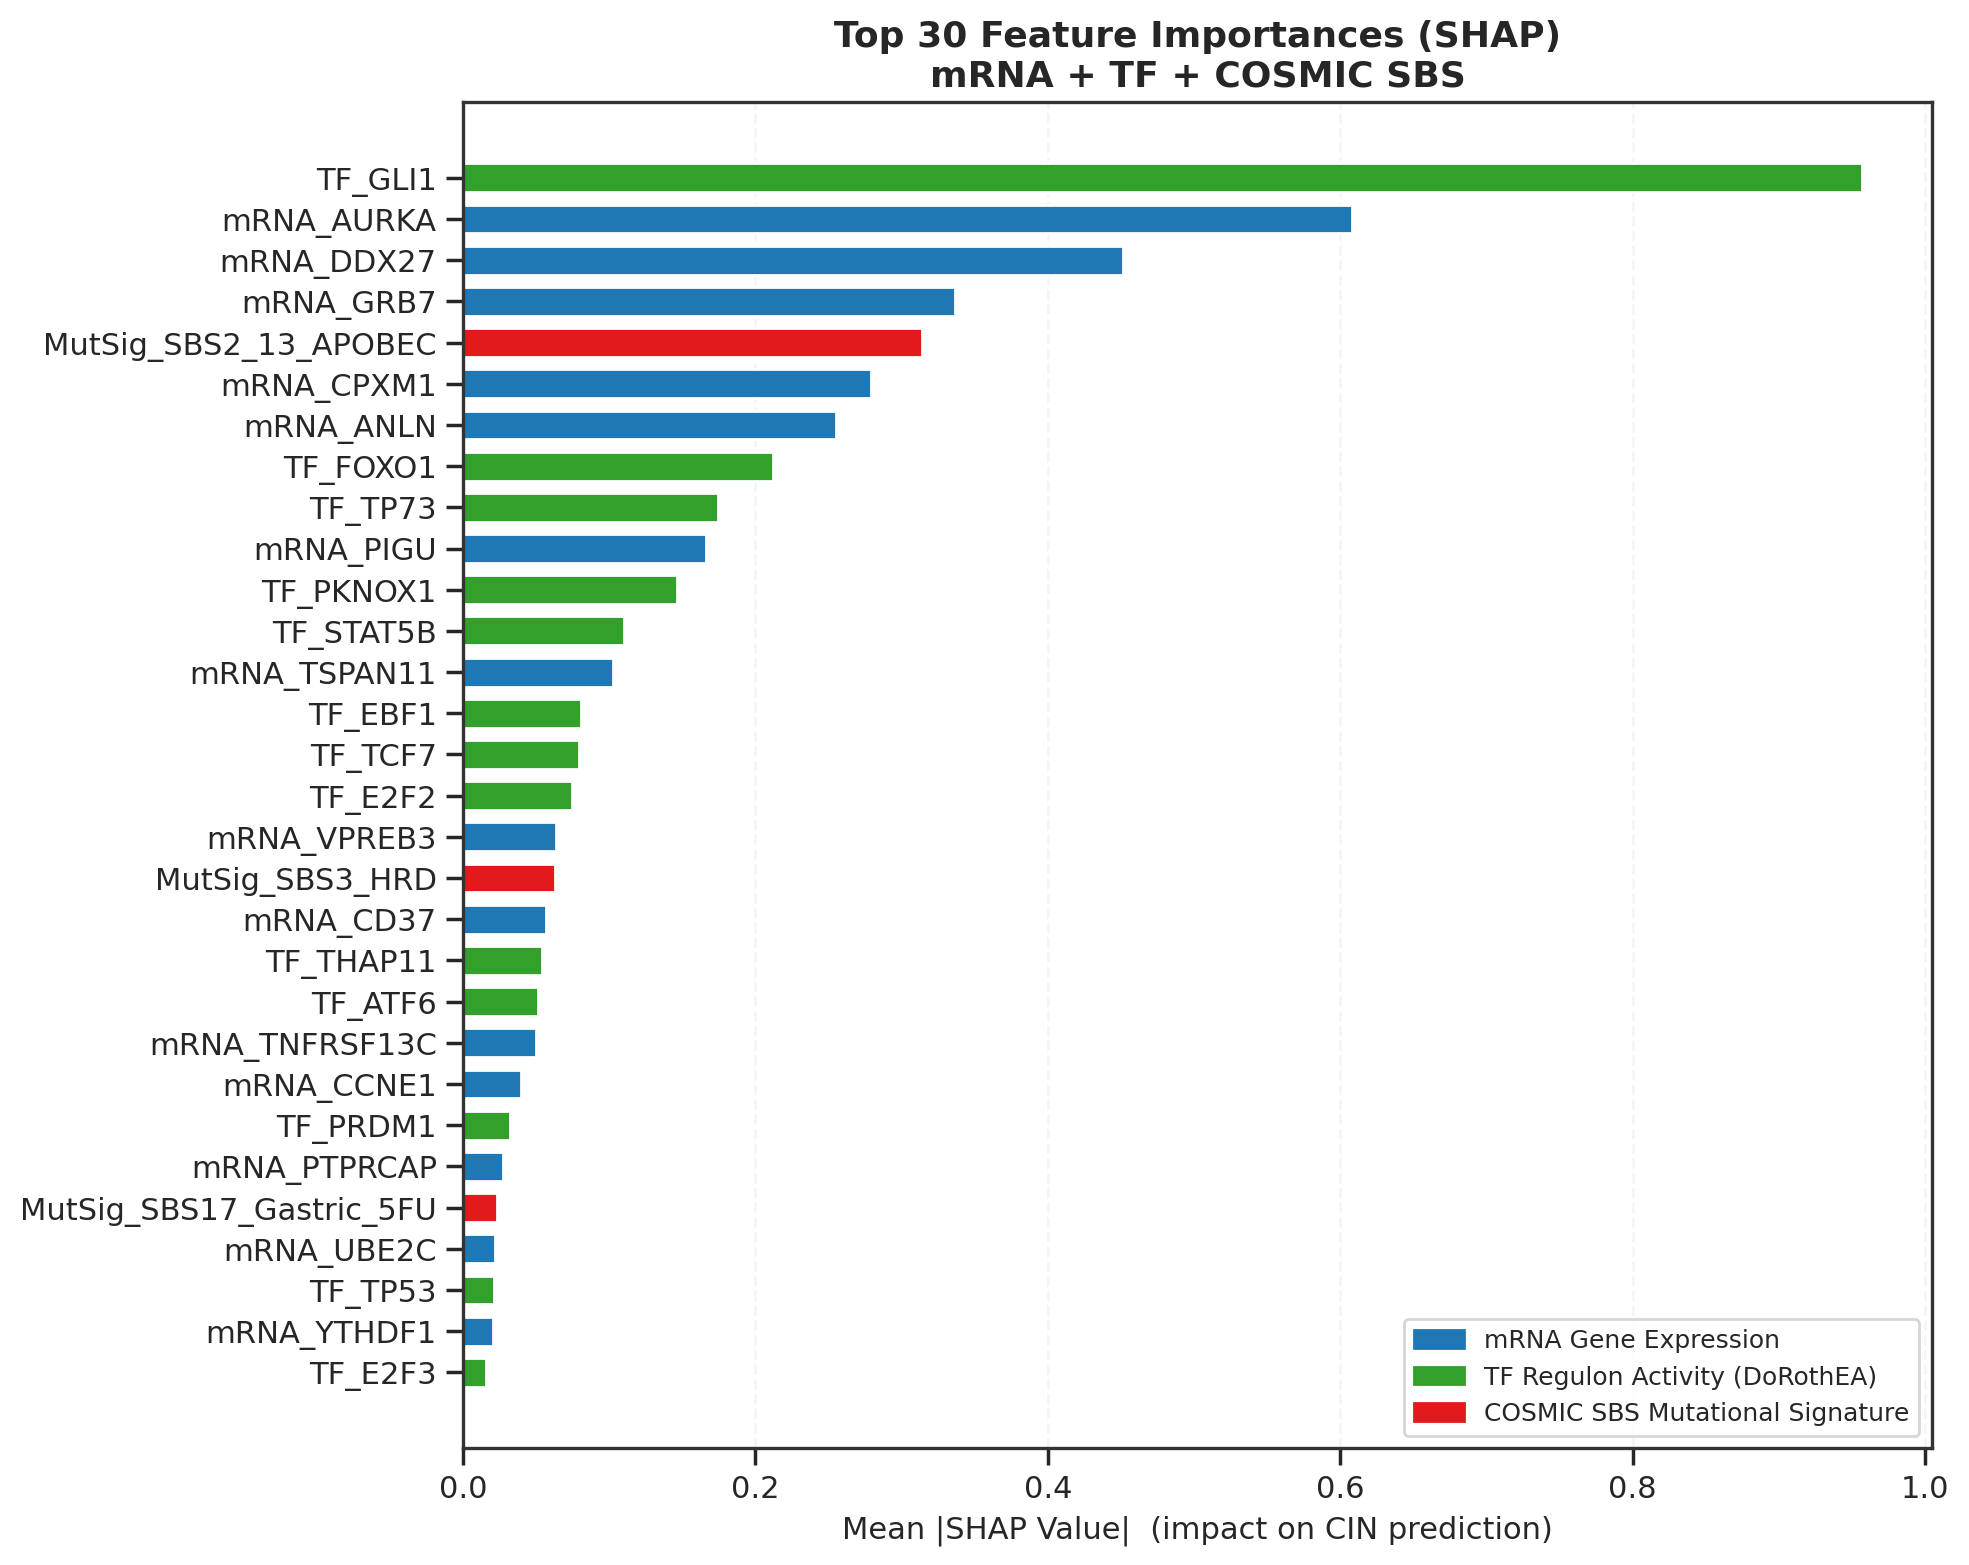 Top 30 Feature Importances (SHAP)
mRNA + TF + COSMIC SBS
TF_GLI1
mRNA_AURKA
mRNA_DDX27
mRNA_GRB7
MutSig_SBS2_13_APOBEC
mRNA_CPXM1
mRNA_ANLN
TF_FOXO1
TF_TP73
mRNA_PIGU
TF_PKNOX1
TF_STAT5B
mRNA_TSPAN11
TF_EBF1
TF_TCF7
TF_E2F2
mRNA_VPREB3
MutSig_SBS3_HRD
mRNA_CD37
TF_THAP11
TF_ATF6
mRNA_TNFRSF13C
mRNA_CCNE1
TF_PRDM1
mRNA_PTPRCAP
MutSig_SBS17_Gastric_5FU
mRNA_UBE2C
TF_TP53
mRNA_YTHDF1
TF_E2F3
mRNA Gene Expression
TF Regulon Activity (DoRothEA)
COSMIC SBS Mutational Signature
0.0 0.2 0.4 0.6 0.8 1.0
Mean |SHAP Value|  (impact on CIN prediction)